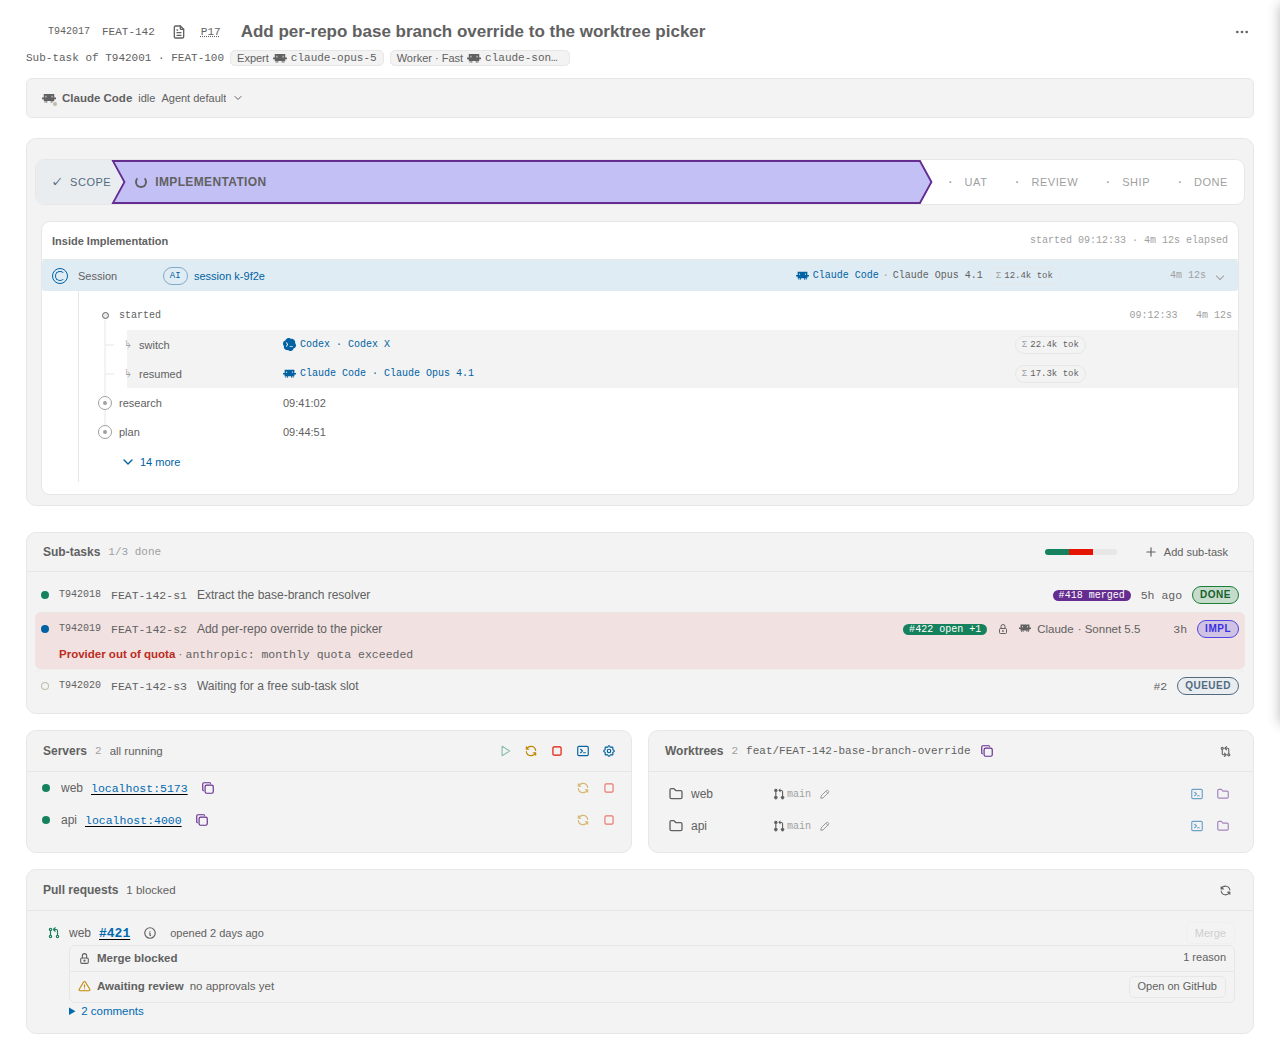 T942017 FEAT-142 P17 Add per-repo base branch override to the worktree picker
Sub-task of T942001 · FEAT-100 Expert claude-opus-5 Worker · Fast claude-son…
Claude Code idle Agent default
SCOPE IMPLEMENTATION · UAT · REVIEW · SHIP · DONE
Inside Implementation started 09:12:33 · 4m 12s elapsed
Session AI session k-9f2e Claude Code · Claude Opus 4.1 Σ 12.4k tok 4m 12s
started 09:12:33 4m 12s
↳ switch Codex · Codex X Σ 22.4k tok
↳ resumed Claude Code · Claude Opus 4.1 Σ 17.3k tok
research 09:41:02
plan 09:44:51
14 more
Sub-tasks 1/3 done Add sub-task
T942018 FEAT-142-s1 Extract the base-branch resolver #418 merged 5h ago DONE
T942019 FEAT-142-s2 Add per-repo override to the picker #422 open +1 Claude · Sonnet 5.5 3h IMPL
Provider out of quota · anthropic: monthly quota exceeded
T942020 FEAT-142-s3 Waiting for a free sub-task slot #2 QUEUED
Servers 2 all running
web localhost:5173
api localhost:4000
Worktrees 2 feat/FEAT-142-base-branch-override
web main
api main
Pull requests 1 blocked
web #421 opened 2 days ago Merge
Merge blocked 1 reason
Awaiting review no approvals yet Open on GitHub
2 comments